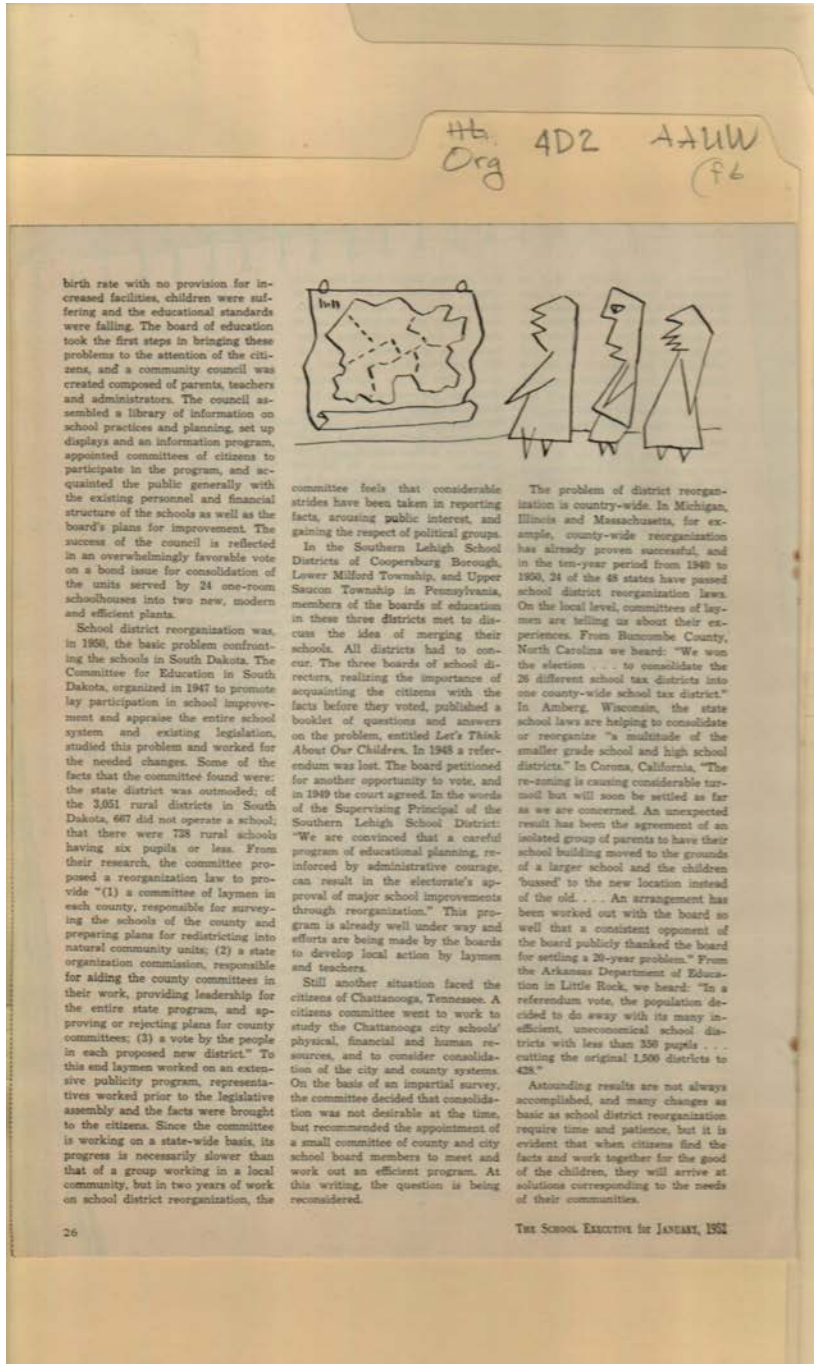 Org 4D2 AAUW
birth rate with no provision for in-
creased facilities, children were suf-
fering and the educational standards
were falling. The board of education
took the first steps in bringing these
problems to the attention of the citi-
zens, and a community council was
created composed of parents, teachers
and administrators. The council as-
sembled a library of information on
school practices and planning, set up
displays and an information program,
appointed committees of citizens to
participate in the program, and ac-
quainted the public generally with
the existing personnel and financial
structure of the schools as well as the
board's plans for improvement. The
success of the council is reflected
in an overwhelmingly favorable vote
on a bond issue for consolidation of
the units served by 24 one-room
schoolhouses into two new, modern
and efficient plants.
School district reorganization was,
in 1950, the basic problem confront-
ing the schools in South Dakota. The
Committee for Education in South
Dakota, organized in 1947 to promote
lay participation in school improve-
ment and appraise the entire school
system and existing legislation,
studied this problem and worked for
the needed changes. Some of the
facts that the committee found were:
the state district was outmoded; of
the 3,051 rural districts in South
Dakota, 667 did not operate a school;
that there were 738 rural schools
having six pupils or less. From
their research, the committee pro-
posed a reorganization law to pro-
vide "(1) a committee of laymen in
each county, responsible for survey-
ing the schools of the county and
preparing plans for redistricting into
natural community units; (2) a state
organization commission, responsible
for aiding the county committees in
their work, providing leadership for
the entire state program, and ap-
proving or rejecting plans for county
committees; (3) a vote by the people
in each proposed new district." To
this end laymen worked on an exten-
sive publicity program, representa-
tives worked prior to the legislative
assembly and the facts were brought
to the citizens. Since the committee
is working on a state-wide basis, its
progress is necessarily slower than
that of a group working in a local
community, but in two years of work
on school district reorganization, the
committee feels that considerable
strides have been taken in reporting
facts, arousing public interest, and
gaining the respect of political groups.
In the Southern Lehigh School
Districts of Coopersburg Borough,
Lower Milford Township, and Upper
Saucon Township in Pennsylvania,
members of the boards of education
in these three districts met to dis-
cuss the idea of merging their
schools. All districts had to con-
cur. The three boards of school di-
rectors, realizing the importance of
acquainting the citizens with the
facts before they voted, published a
booklet of questions and answers
on the problem, entitled Let's Think
About Our Children. In 1948 a refer-
endum was lost. The board petitioned
for another opportunity to vote, and
in 1949 the court agreed. In the words
of the Supervising Principal of the
Southern Lehigh School District:
"We are convinced that a careful
program of educational planning, re-
inforced by administrative courage,
can result in the electorate's ap-
proval of major school improvements
through reorganization." This pro-
gram is already well under way and
efforts are being made by the boards
to develop local action by laymen
and teachers.
Still another situation faced the
citizens of Chattanooga, Tennessee. A
citizens committee went to work to
study the Chattanooga city schools'
physical, financial and human re-
sources, and to consider consolida-
tion of the city and county systems.
On the basis of an impartial survey,
the committee decided that consolida-
tion was not desirable at the time,
but recommended the appointment of
a small committee of county and city
school board members to meet and
work out an efficient program. At
this writing, the question is being
reconsidered.
The problem of district reorgan-
ization is country-wide. In Michigan,
Illinois and Massachusetts, for ex-
ample, county-wide reorganization
has already proven successful, and
in the ten-year period from 1940 to
1950, 24 of the 48 states have passed
school district reorganization laws.
On the local level, committees of lay-
men are telling us about their ex-
periences. From Buncombe County,
North Carolina we heard: "We won
the election . . . to consolidate the
26 different school tax districts into
one county-wide school tax district."
In Amberg, Wisconsin, the state
school laws are helping to consolidate
or reorganize "a multitude of the
smaller grade school and high school
districts." In Corona, California, "The
re-zoning is causing considerable tur-
moil but will soon be settled as far
as we are concerned. An unexpected
result has been the agreement of an
isolated group of parents to have their
school building moved to the grounds
of a larger school and the children
'bussed' to the new location instead
of the old. . . . An arrangement has
been worked out with the board so
well that a consistent opponent of
the board publicly thanked the board
for settling a 20-year problem." From
the Arkansas Department of Educa-
tion in Little Rock, we heard: "In a
referendum vote, the population de-
cided to do away with its many in-
efficient, uneconomical school dis-
tricts with less than 350 pupils . . .
cutting the original 1,500 districts to
428."
Astounding results are not always
accomplished, and many changes as
basic as school district reorganization
require time and patience, but it is
evident that when citizens find the
facts and work together for the good
of the children, they will arrive at
solutions corresponding to the needs
of their communities.
26
THE SCHOOL EXECUTIVE for JANUARY, 1952